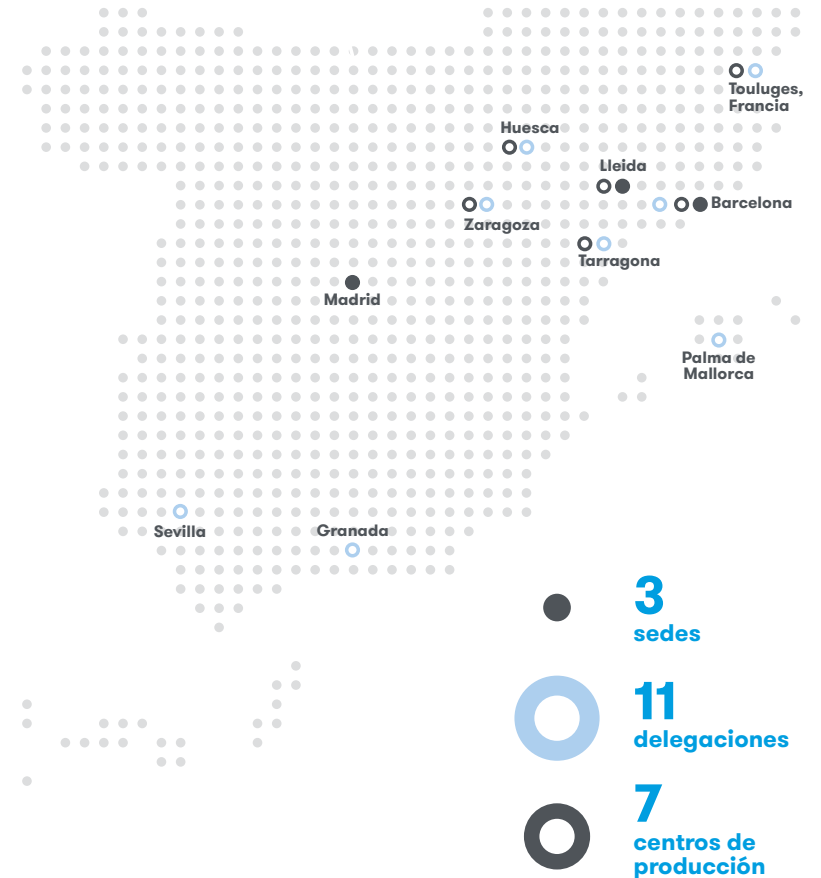 Touluges,
Francia
Huesca
Lleida
Barcelona
Zaragoza
Tarragona
Madrid
Palma de
Mallorca
Sevilla
Granada
3
sedes
11
delegaciones
7
centros de
producción